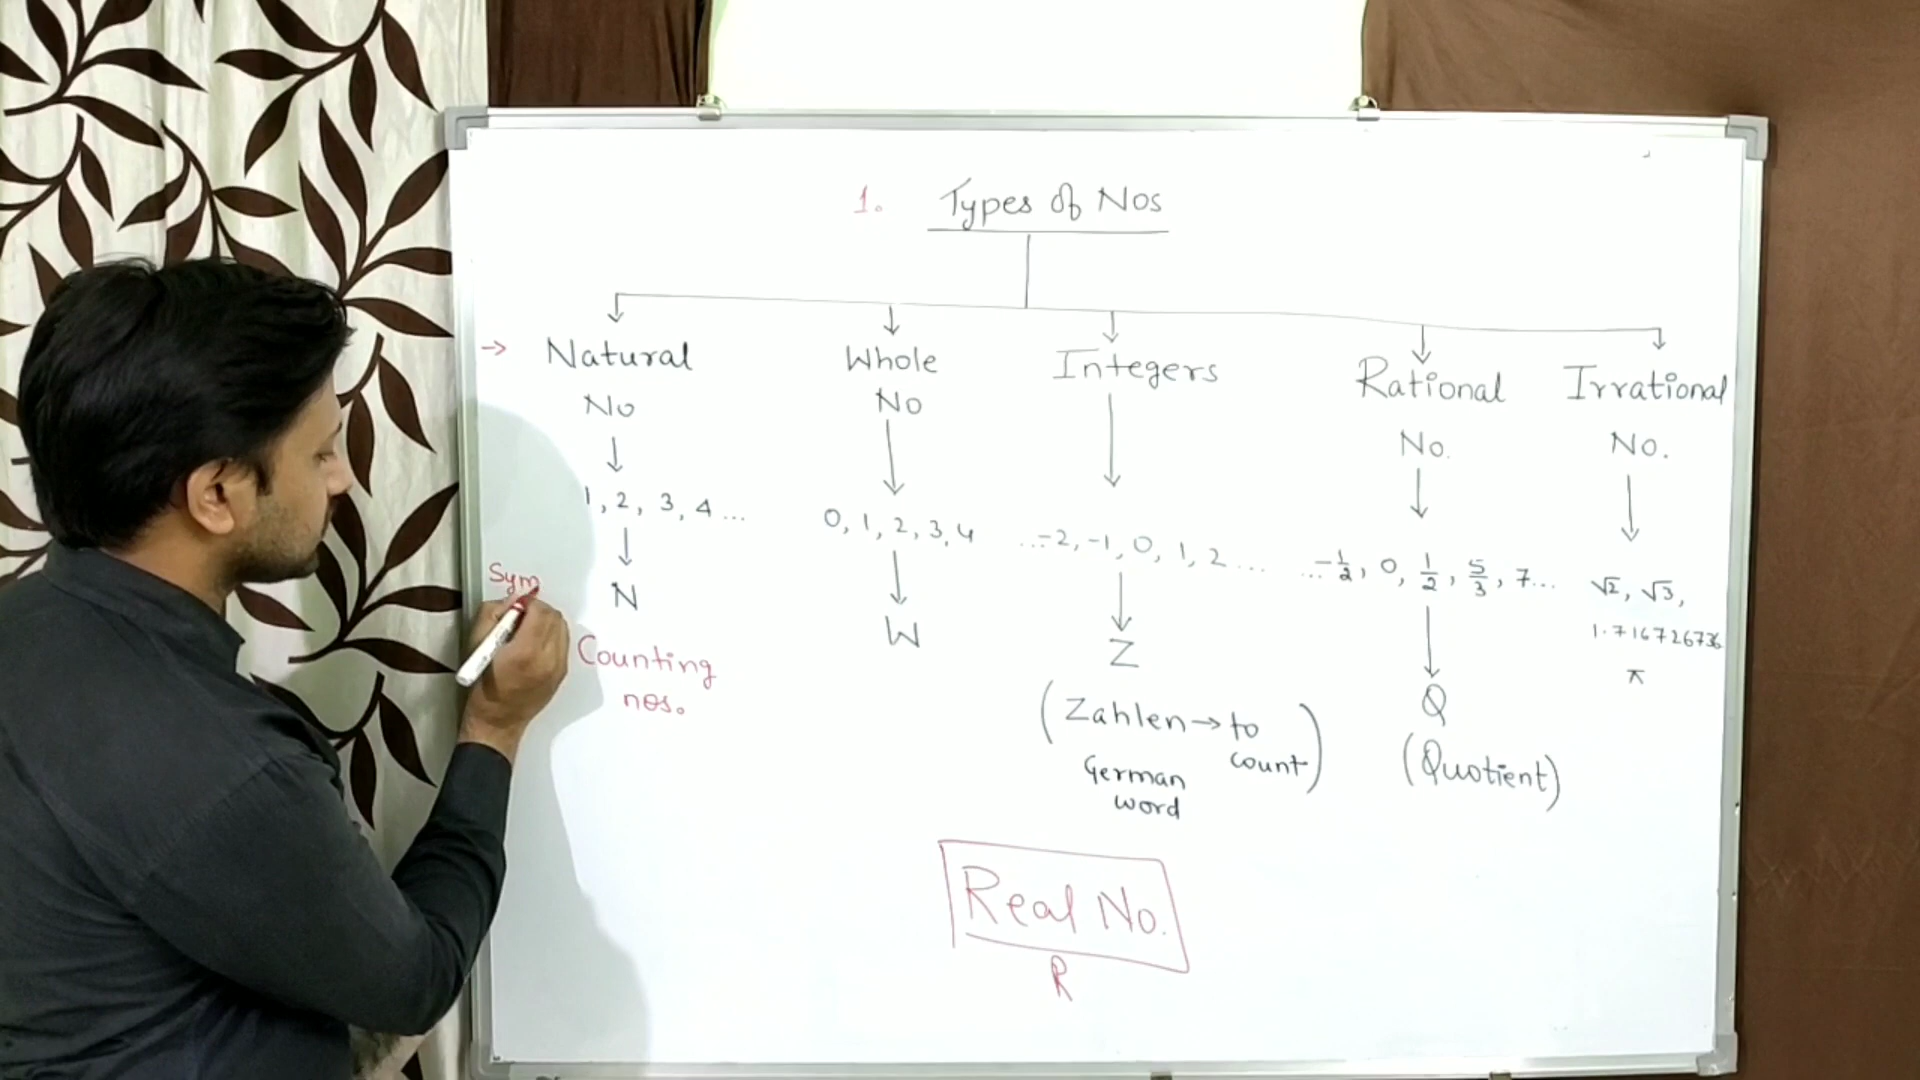 1. Types of Nos
→ Natural No
1, 2, 3, 4 ...
Sym
N
Counting
nos.
Whole
No
0, 1, 2, 3, 4
W
Integers
...-2, -1, 0, 1, 2 ...
Z
(Zahlen → to
count)
German
word
Rational
No.
... -1/2, 0, 1/2, 5/3, 7...
Q
(Quotient)
Irrational
No.
√2, √3,
1.716726736
π
Real No.
R